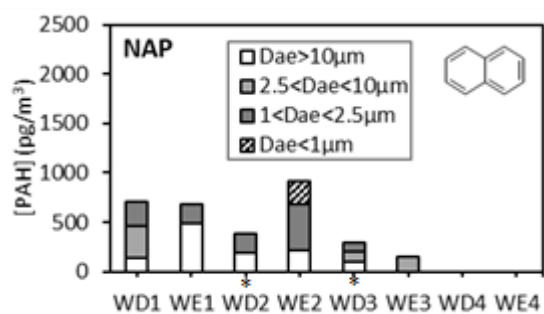 2500
2000
1500
1000
500
0
[PAH] (pg/m³)
NAP
Dae>10μm
2.5<Dae<10μm
1<Dae<2.5μm
Dae<1μm
* *
WD1 WE1 WD2 WE2 WD3 WE3 WD4 WE4